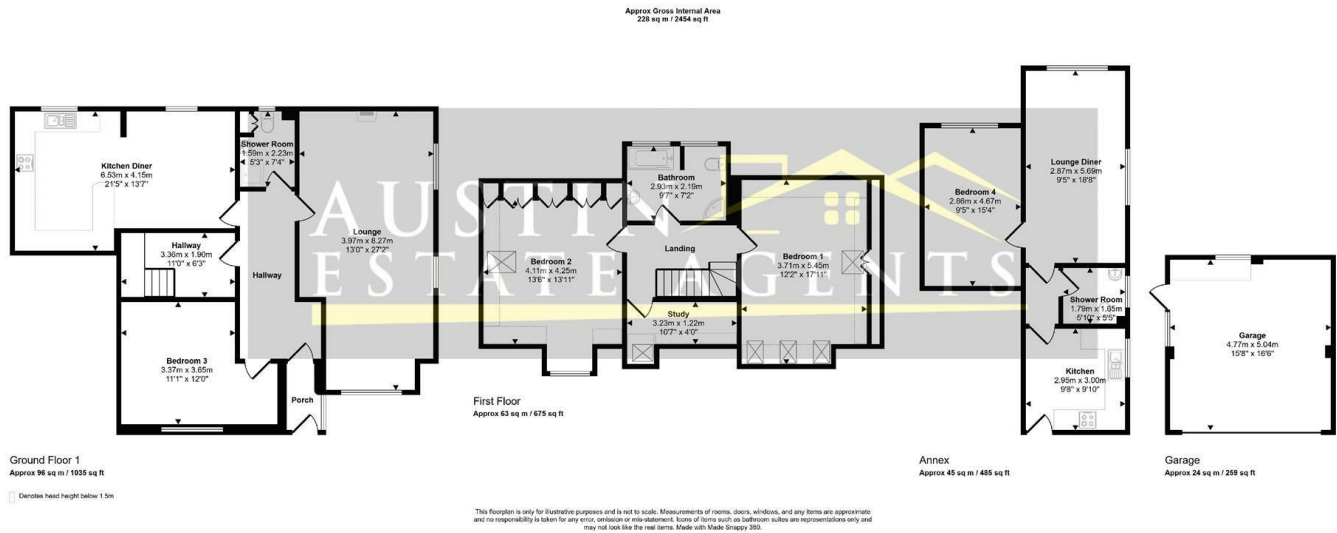 Approx Gross Internal Area
228 sq m / 2454 sq ft
Kitchen Diner
6.53m x 4.15m
21'5" x 13'7"
Shower Room
1.59m x 2.23m
5'3" x 7'4"
Lounge
3.97m x 8.27m
13'0" x 27'2"
Hallway
3.36m x 1.90m
11'0" x 6'3"
Hallway
Bedroom 3
3.37m x 3.65m
11'1" x 12'0"
Porch
Ground Floor 1
Approx 96 sq m / 1035 sq ft
Denotes head height below 1.5m
Bathroom
2.93m x 2.19m
9'7" x 7'2"
Landing
Bedroom 2
4.11m x 4.25m
13'6" x 13'11"
Bedroom 1
3.71m x 5.45m
12'2" x 17'11"
Study
3.23m x 1.22m
10'7" x 4'0"
First Floor
Approx 63 sq m / 675 sq ft
Lounge Diner
2.87m x 5.69m
9'5" x 18'8"
Bedroom 4
2.86m x 4.67m
9'5" x 15'4"
Shower Room
1.79m x 1.65m
5'10" x 5'5"
Kitchen
2.95m x 3.00m
9'8" x 9'10"
Annex
Approx 45 sq m / 485 sq ft
Garage
4.77m x 5.04m
15'8" x 16'6"
Garage
Approx 24 sq m / 259 sq ft
AUSTIN
ESTATE AGENTS
This floorplan is only for illustrative purposes and is not to scale. Measurements of rooms, doors, windows, and any items are approximate
and no responsibility is taken for any error, omission or mis-statement. Icons of items such as bathroom suites are representations only and
may not look like the real items. Made with Made Snappy 360.